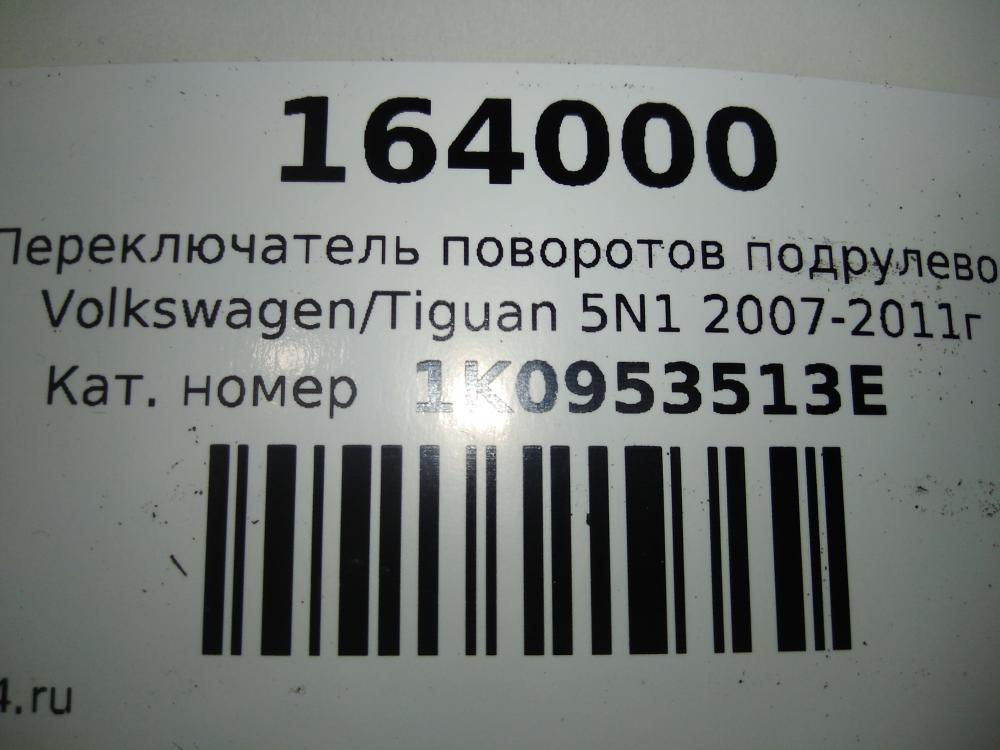 164000
Переключатель поворотов подрулево
Volkswagen/Tiguan 5N1 2007-2011г
Кат. номер 1K0953513E
4.ru